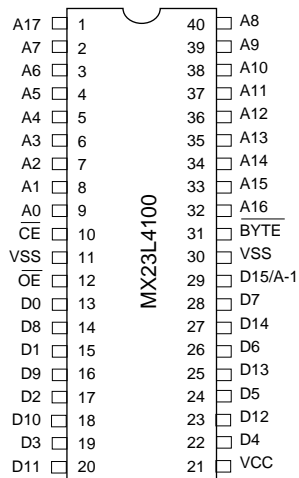 A17 1 40 A8
A7 2 39 A9
A6 3 38 A10
A5 4 37 A11
A4 5 36 A12
A3 6 35 A13
A2 7 34 A14
A1 8 33 A15
A0 9 32 A16
CE 10 31 BYTE
VSS 11 30 VSS
OE 12 29 D15/A-1
D0 13 28 D7
D8 14 27 D14
D1 15 26 D6
D9 16 25 D13
D2 17 24 D5
D10 18 23 D12
D3 19 22 D4
D11 20 21 VCC
MX23L4100